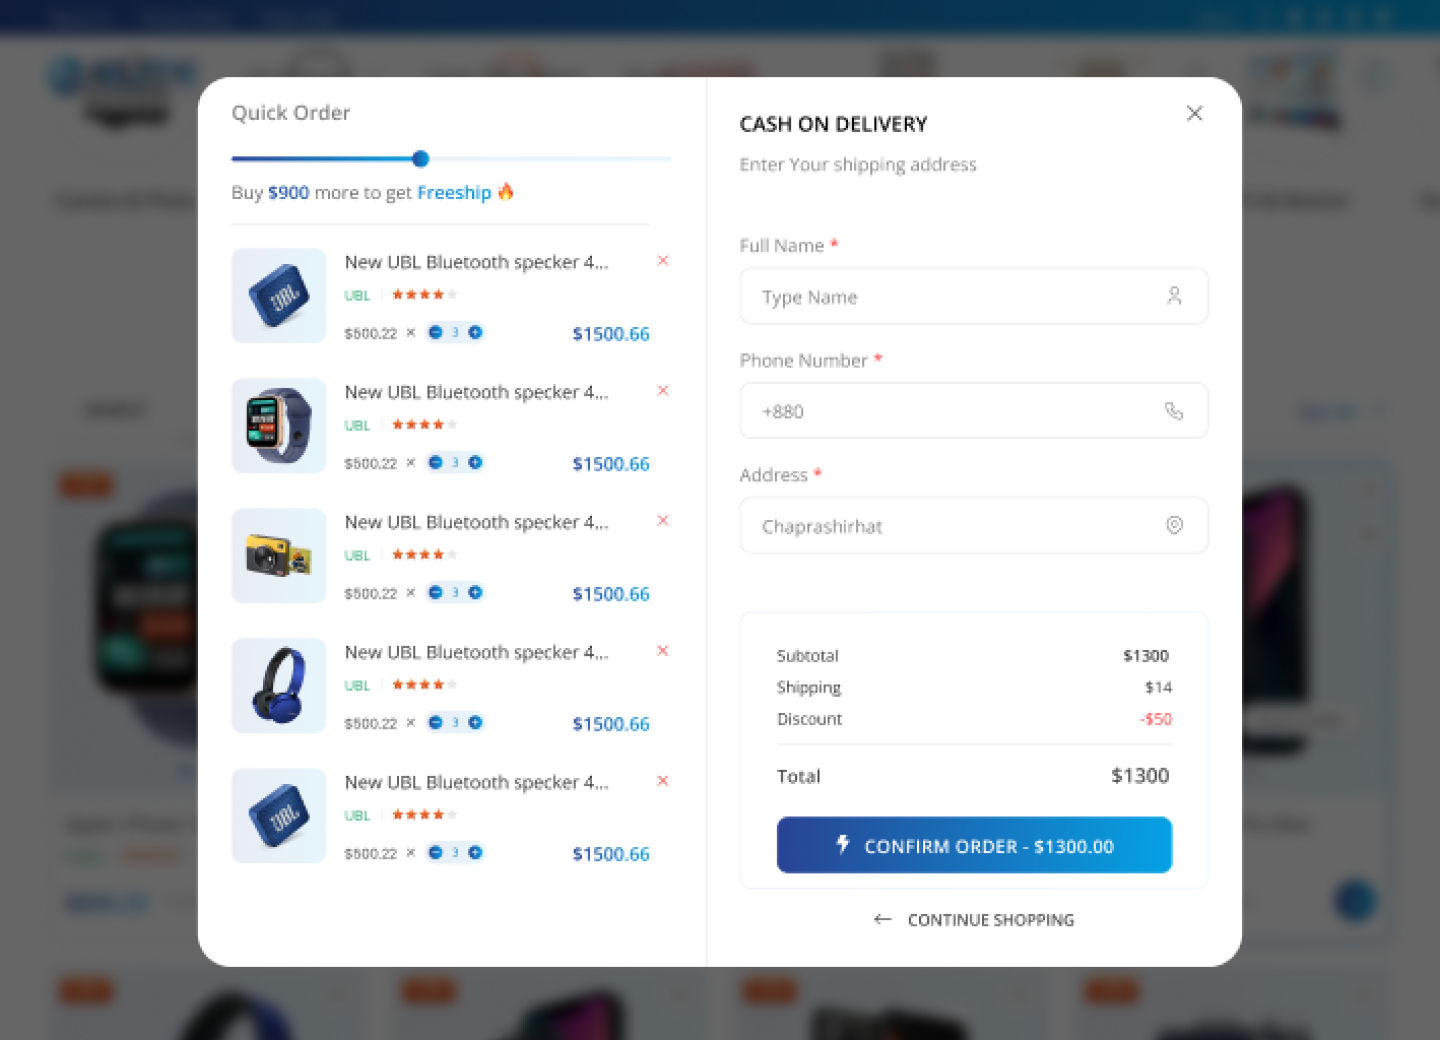 Quick Order
Buy $900 more to get Freeship 🔥
New UBL Bluetooth specker 4...
UBL
$500.22 × 3 $1500.66
New UBL Bluetooth specker 4...
UBL
$500.22 × 3 $1500.66
New UBL Bluetooth specker 4...
UBL
$500.22 × 3 $1500.66
New UBL Bluetooth specker 4...
UBL
$500.22 × 3 $1500.66
New UBL Bluetooth specker 4...
UBL
$500.22 × 3 $1500.66
CASH ON DELIVERY
Enter Your shipping address
Full Name *
Type Name
Phone Number *
+880
Address *
Chaprashirhat
Subtotal $1300
Shipping $14
Discount -$50
Total $1300
CONFIRM ORDER - $1300.00
← CONTINUE SHOPPING